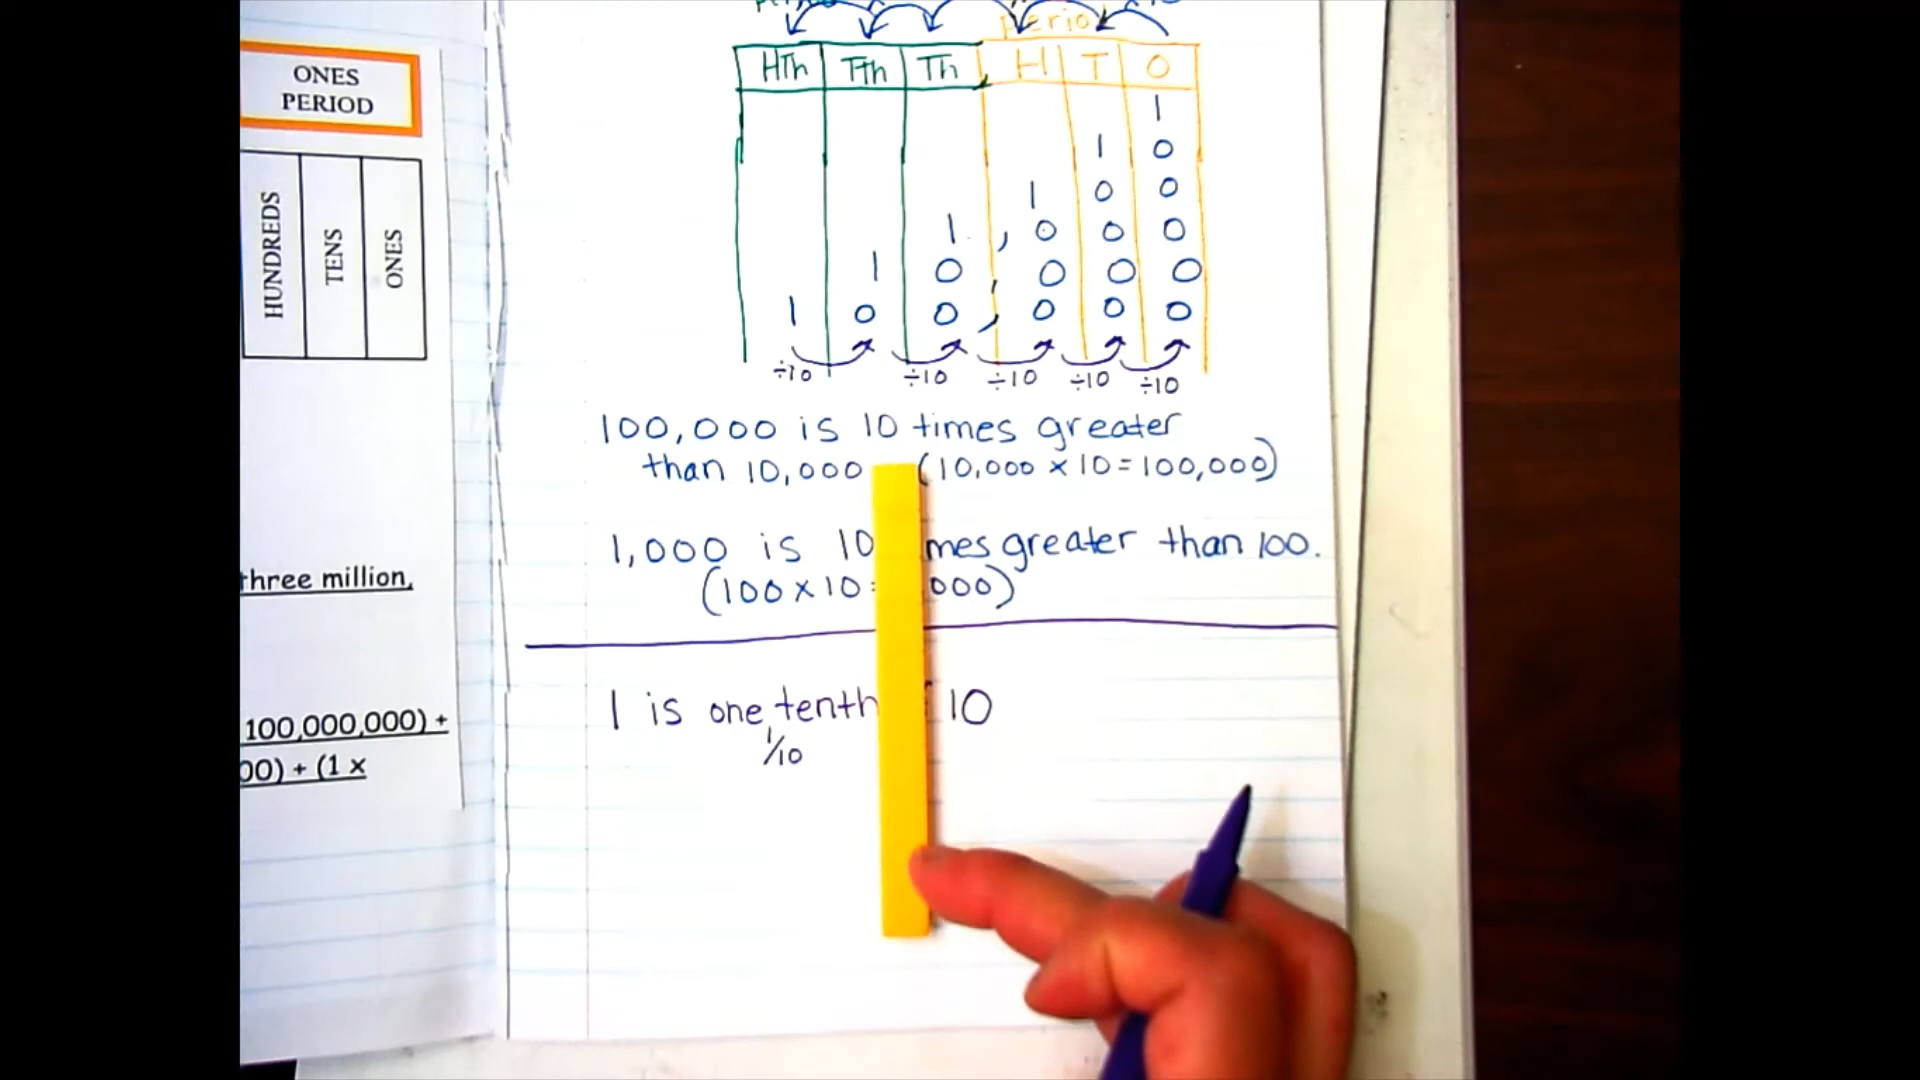 ONES
PERIOD
HUNDREDS
TENS
ONES
three million,
100,000,000) +
00) + (1 x
HTh TTh Th H T O
1
1 0
1 0 0
1 , 0 0 0
1 0 , 0 0 0
1 0 0 , 0 0 0
÷10 ÷10 ÷10 ÷10 ÷10
100,000 is 10 times greater
than 10,000 (10,000 x 10 = 100,000)
1,000 is 10 mes greater than 100.
(100 x 10 = 000)
1 is one tenth 10
1/10